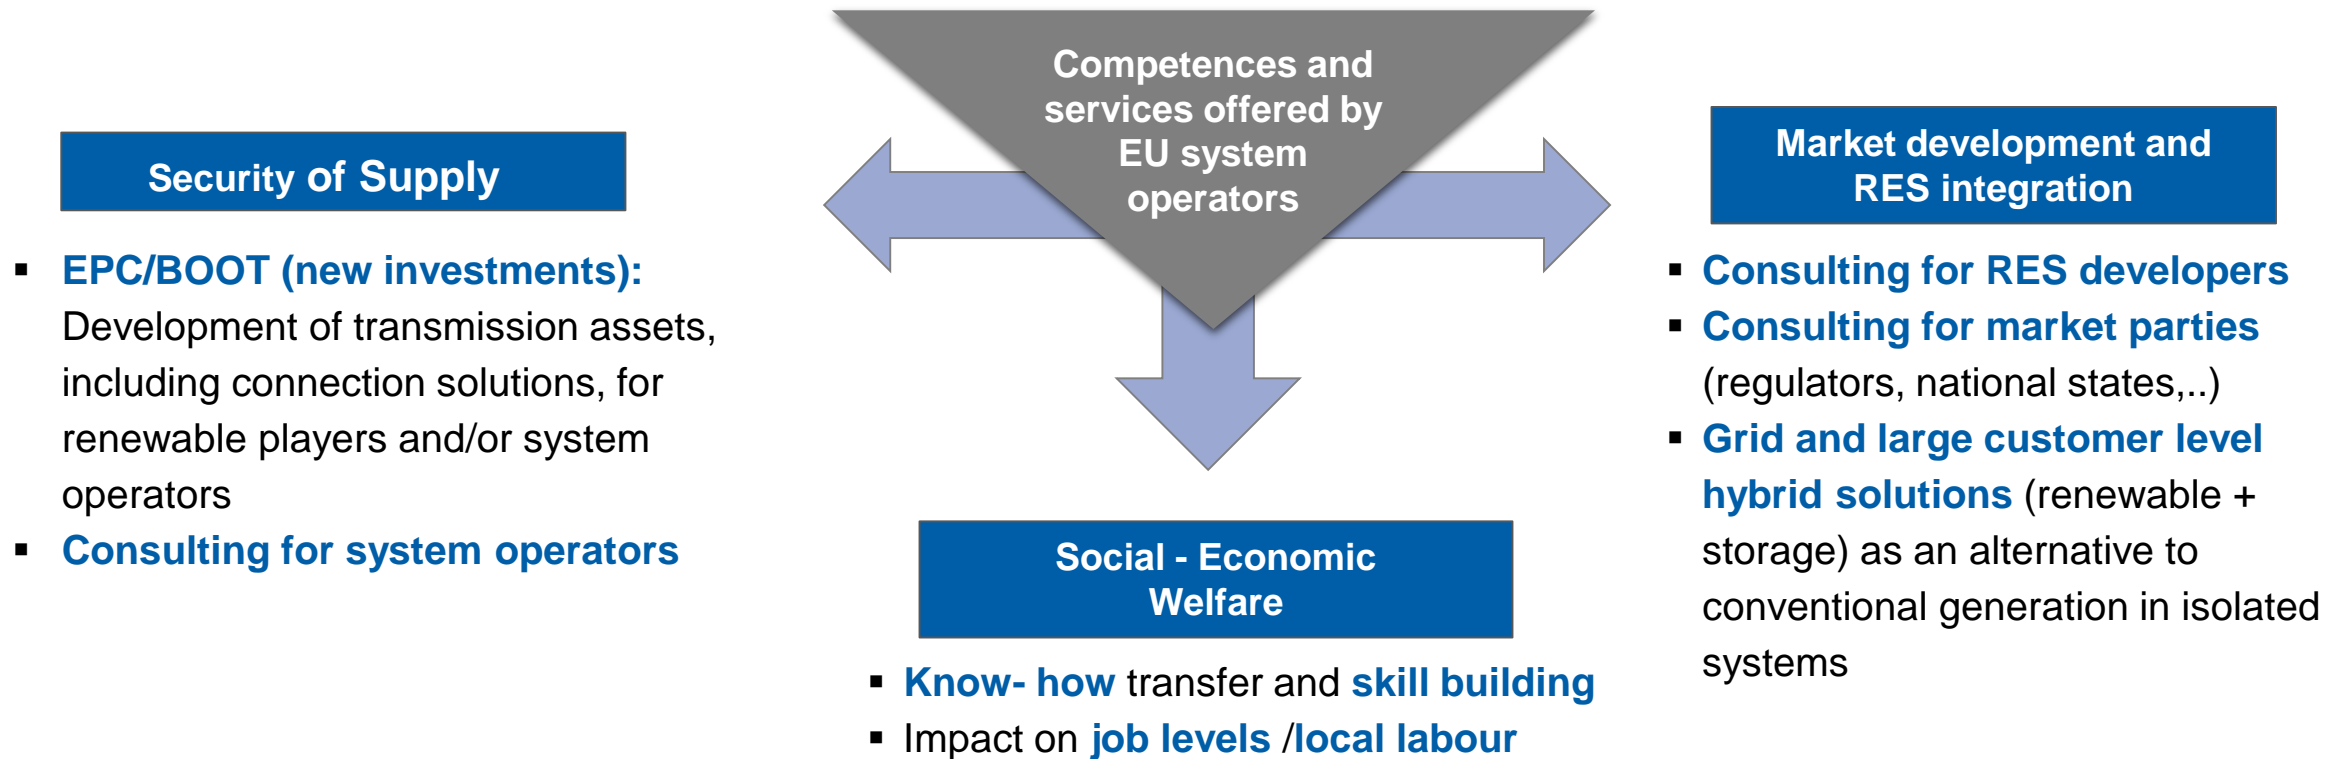 Competences and
services offered by
EU system
operators
Security of Supply
▪ EPC/BOOT (new investments):
Development of transmission assets,
including connection solutions, for
renewable players and/or system
operators
▪ Consulting for system operators
Market development and
RES integration
▪ Consulting for RES developers
▪ Consulting for market parties
(regulators, national states,..)
▪ Grid and large customer level
hybrid solutions (renewable +
storage) as an alternative to
conventional generation in isolated
systems
Social - Economic
Welfare
▪ Know- how transfer and skill building
▪ Impact on job levels /local labour